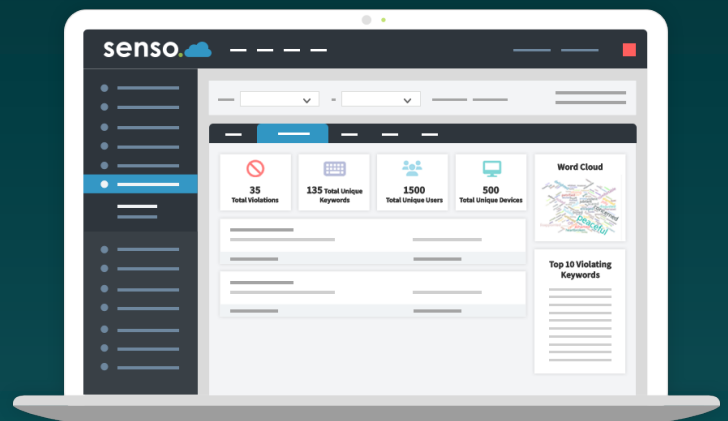 senso.
35
Total Violations
135 Total Unique
Keywords
1500
Total Unique Users
500
Total Unique Devices
Word Cloud
peaceful
Top 10 Violating
Keywords